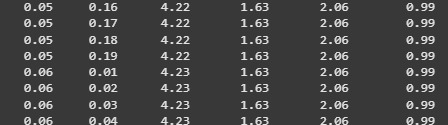 0.05 0.16 4.22 1.63 2.06 0.99
0.05 0.17 4.22 1.63 2.06 0.99
0.05 0.18 4.22 1.63 2.06 0.99
0.05 0.19 4.22 1.63 2.06 0.99
0.06 0.01 4.23 1.63 2.06 0.99
0.06 0.02 4.23 1.63 2.06 0.99
0.06 0.03 4.23 1.63 2.06 0.99
0.06 0.04 4.23 1.63 2.06 0.99